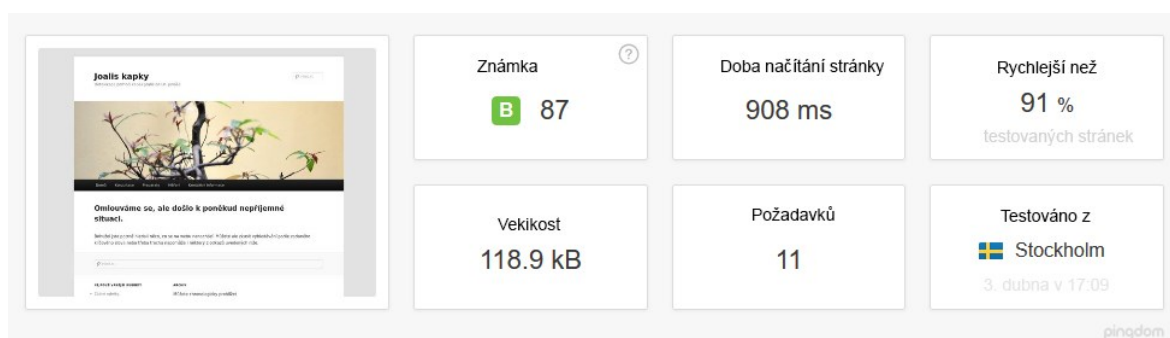 Joalis kapky
Omlouváme se, ale došlo k poněkud nepříjemné
situaci.
Známka
?
B 87
Doba načítání stránky
908 ms
Rychlejší než
91 %
testovaných stránek
Vekikost
118.9 kB
Požadavků
11
Testováno z
Stockholm
3. dubna v 17:09
pingdom